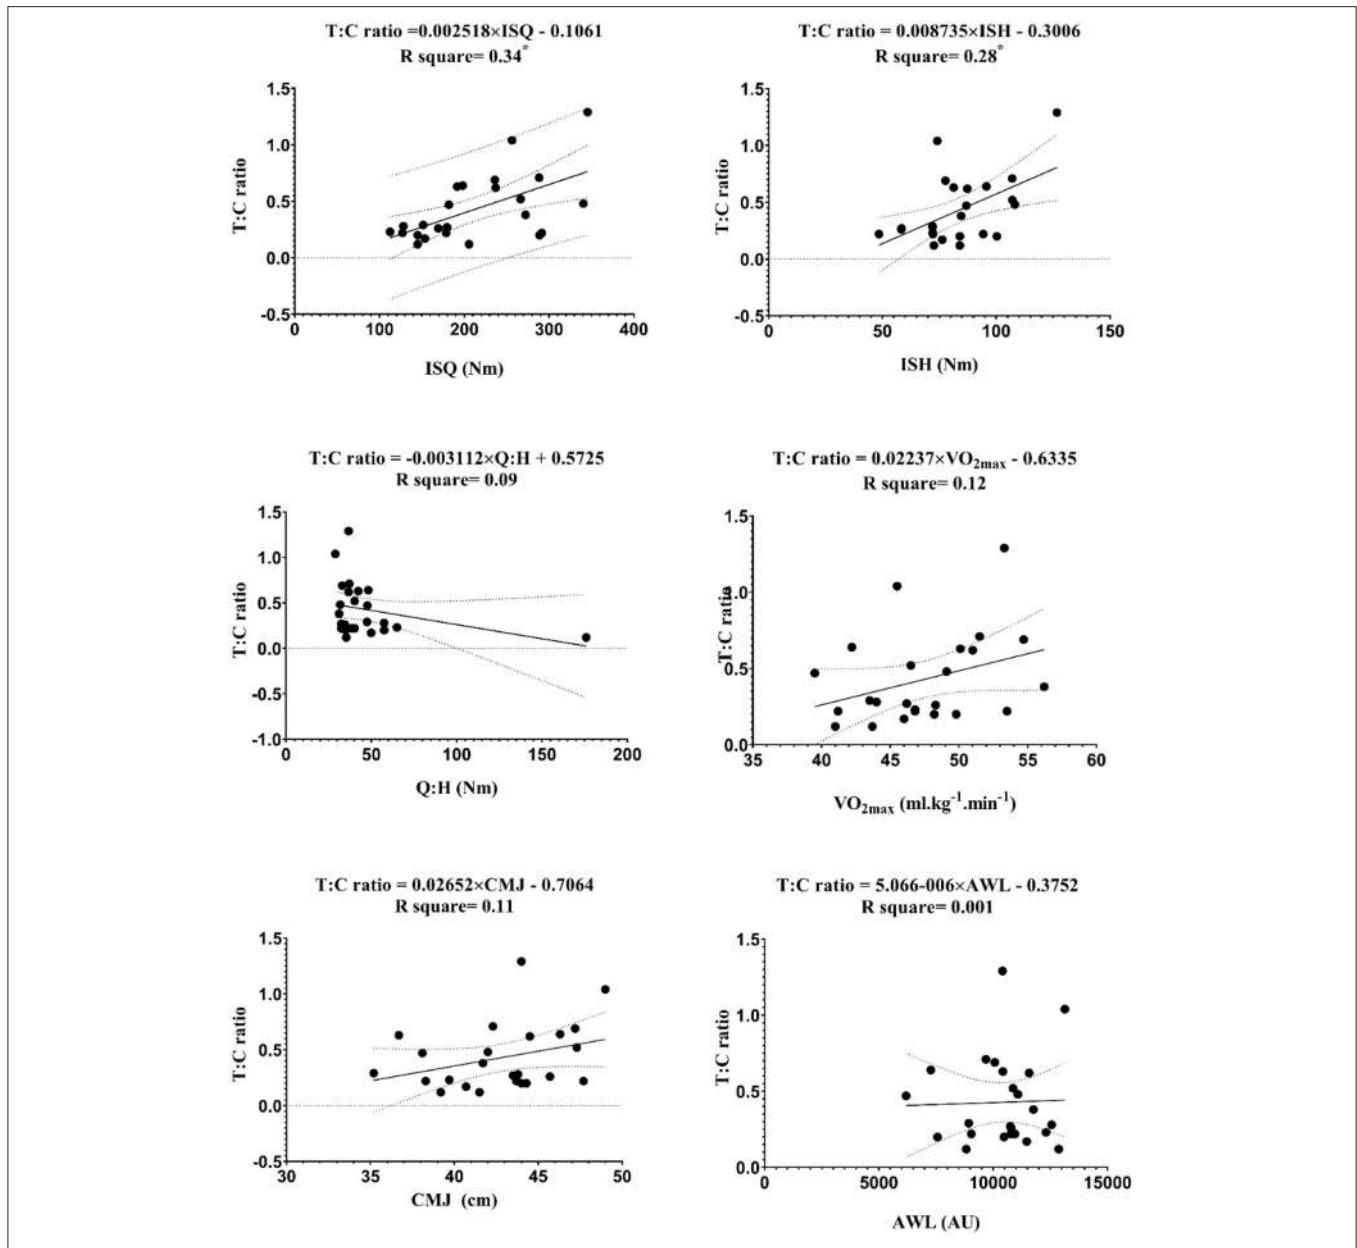 T:C ratio =0.002518×ISQ - 0.1061
R square= 0.34*
1.5
1.0
0.5
0.0
-0.5
T:C ratio
0
100
200
300
400
ISQ (Nm)
T:C ratio = 0.008735×ISH - 0.3006
R square= 0.28*
1.5
1.0
0.5
0.0
-0.5
T:C ratio
0
50
100
150
ISH (Nm)
T:C ratio = -0.003112×Q:H + 0.5725
R square= 0.09
1.5
1.0
0.5
0.0
-0.5
-1.0
T:C ratio
0
50
100
150
200
Q:H (Nm)
T:C ratio = 0.02237×VO2max - 0.6335
R square= 0.12
1.5
1.0
0.5
0.0
T:C ratio
35
40
45
50
55
60
VO2max (ml.kg-1.min-1)
T:C ratio = 0.02652×CMJ - 0.7064
R square= 0.11
1.5
1.0
0.5
0.0
-0.5
T:C ratio
30
35
40
45
50
CMJ (cm)
T:C ratio = 5.066-006×AWL - 0.3752
R square= 0.001
1.5
1.0
0.5
0.0
T:C ratio
0
5000
10000
15000
AWL (AU)